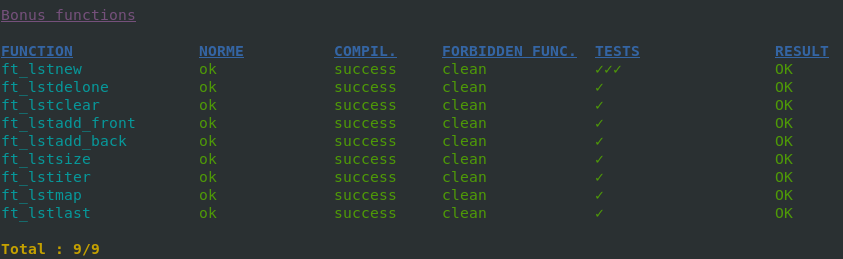 Bonus functions
FUNCTION NORME COMPIL. FORBIDDEN FUNC. TESTS RESULT
ft_lstnew ok success clean ✓✓✓ OK
ft_lstdelone ok success clean ✓ OK
ft_lstclear ok success clean ✓ OK
ft_lstadd_front ok success clean ✓ OK
ft_lstadd_back ok success clean ✓ OK
ft_lstsize ok success clean ✓ OK
ft_lstiter ok success clean ✓ OK
ft_lstmap ok success clean ✓ OK
ft_lstlast ok success clean ✓ OK
Total : 9/9